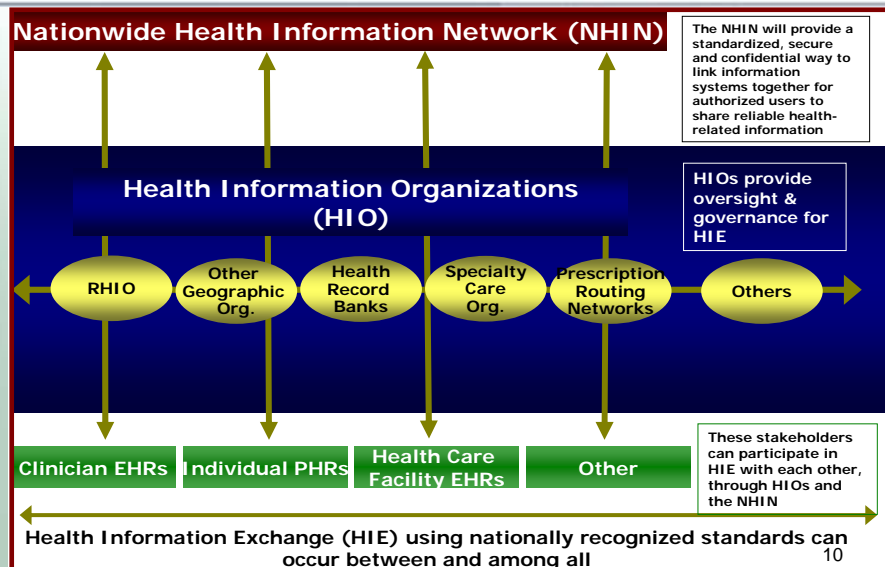 Nationwide Health Information Network (NHIN)
The NHIN will provide a
standardized, secure
and confidential way to
link information
systems together for
authorized users to
share reliable health-
related information
Health Information Organizations
(HIO)
HIOs provide
oversight &
governance for
HIE
RHIO
Other
Geographic
Org.
Health
Record
Banks
Specialty
Care
Org.
Prescription
Routing
Networks
Others
Clinician EHRs
Individual PHRs
Health Care
Facility EHRs
Other
These stakeholders
can participate in
HIE with each other,
through HIOs and
the NHIN
Health Information Exchange (HIE) using nationally recognized standards can
occur between and among all
10